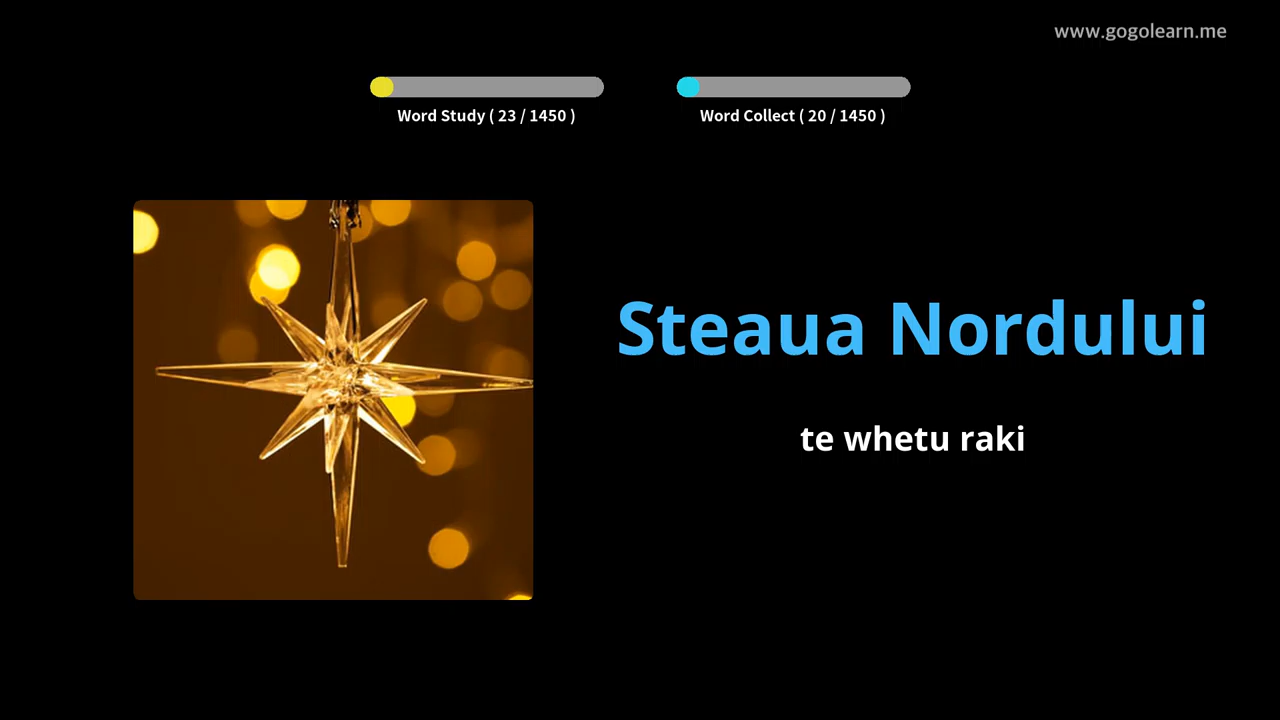 www.gogolearn.me
Word Study ( 23 / 1450 )
Word Collect ( 20 / 1450 )
Steaua Nordului
te whetu raki